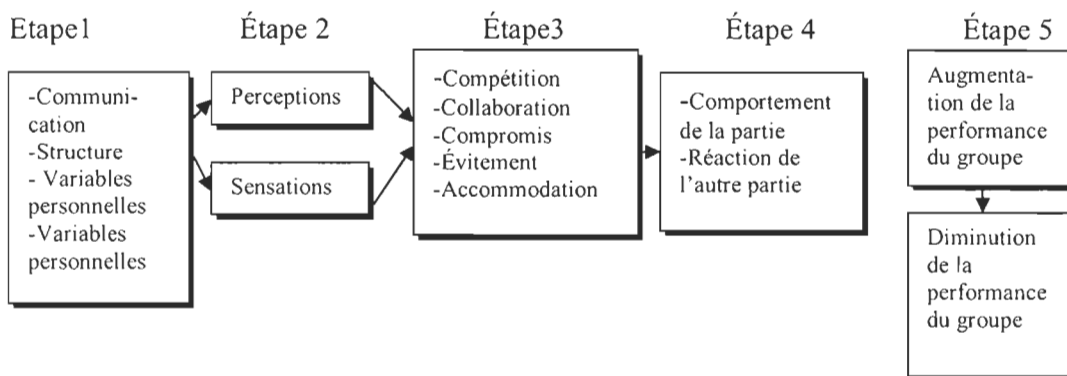 Etape1
Étape 2
Étape3
Étape 4
Étape 5
-Communi-
cation
-Structure
- Variables
personnelles
-Variables
personnelles
Perceptions
Sensations
-Compétition
-Collaboration
-Compromis
-Évitement
-Accommodation
-Comportement
de la partie
-Réaction de
l'autre partie
Augmenta-
tion de la
performance
du groupe
Diminution
de la
performance
du groupe